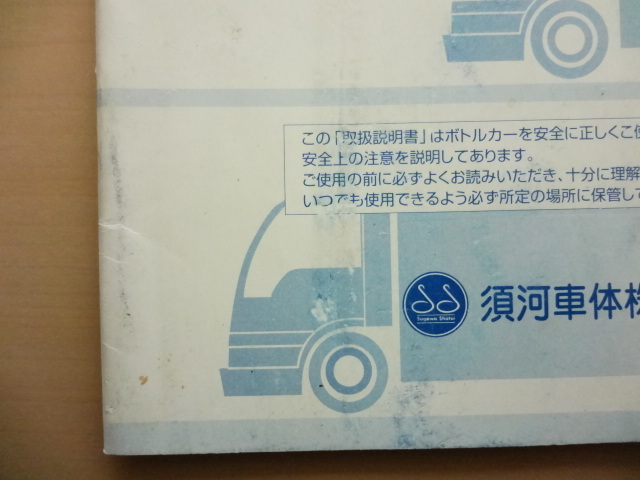 この「取扱説明書」はボトルカーを安全に正しくご使
安全上の注意を説明してあります。
ご使用の前に必ずよくお読みいただき、十分に理解
いつでも使用できるよう必ず所定の場所に保管して
須河車体株
Sugawa Shatai